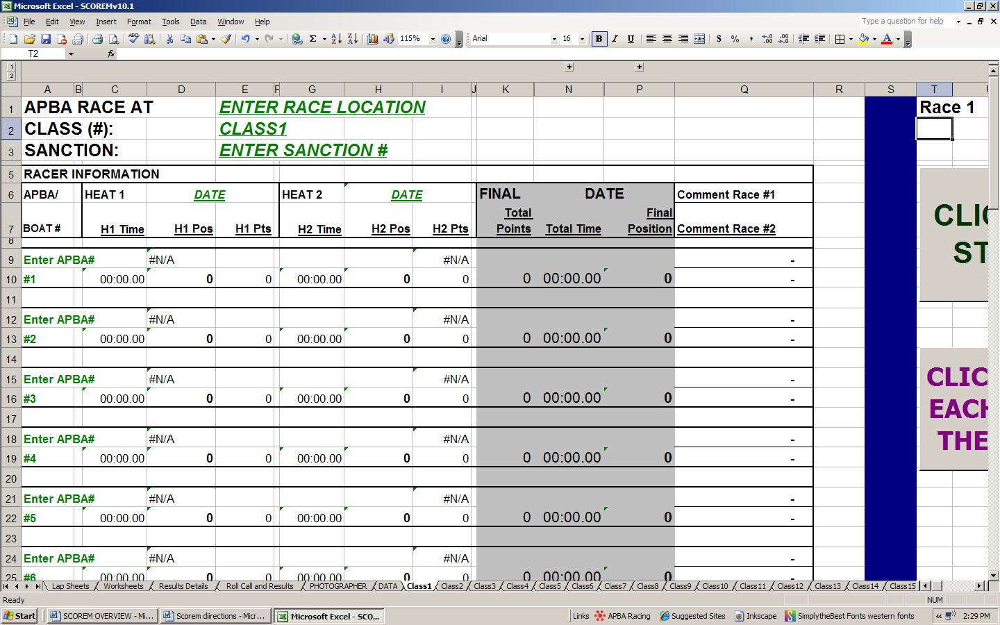 Microsoft Excel - SCOREMv10.1
File Edit View Insert Format Tools Data Window Help Type a question for help
115% Arial 16 B I U $ % ,
T2 fx
1
2
A B C D E F G H I J K N P Q R S T
1 APBA RACE AT ENTER RACE LOCATION Race 1
2 CLASS (#): CLASS1
3 SANCTION: ENTER SANCTION #
5 RACER INFORMATION
6 APBA/ HEAT 1 DATE HEAT 2 DATE FINAL DATE Comment Race #1
Total Final
7 BOAT # H1 Time H1 Pos H1 Pts H2 Time H2 Pos H2 Pts Points Total Time Position Comment Race #2
8
9 Enter APBA# #N/A #N/A -
10 #1 00:00.00 0 0 00:00.00 0 0 0 00:00.00 0 -
11
12 Enter APBA# #N/A #N/A -
13 #2 00:00.00 0 0 00:00.00 0 0 0 00:00.00 0 -
14
15 Enter APBA# #N/A #N/A -
16 #3 00:00.00 0 0 00:00.00 0 0 0 00:00.00 0 -
17
18 Enter APBA# #N/A #N/A -
19 #4 00:00.00 0 0 00:00.00 0 0 0 00:00.00 0 -
20
21 Enter APBA# #N/A #N/A -
22 #5 00:00.00 0 0 00:00.00 0 0 0 00:00.00 0 -
23
24 Enter APBA# #N/A #N/A -
25 #6 00:00.00 0 0 00:00.00 0 0 0 00:00.00 0 -
CLIC
ST
CLIC
EACH
THE
Lap Sheets Worksheets Results Details Roll Call and Results PHOTOGRAPHER DATA Class1 Class2 Class3 Class4 Class5 Class6 Class7 Class8 Class9 Class10 Class11 Class12 Class13 Class14 Class15
Ready NUM
Start SCOREM OVERVIEW - Mi... Scorem directions - Micr... Microsoft Excel - SCO... Links APBA Racing Suggested Sites Inkscape SimplytheBest Fonts western fonts « 2:29 PM